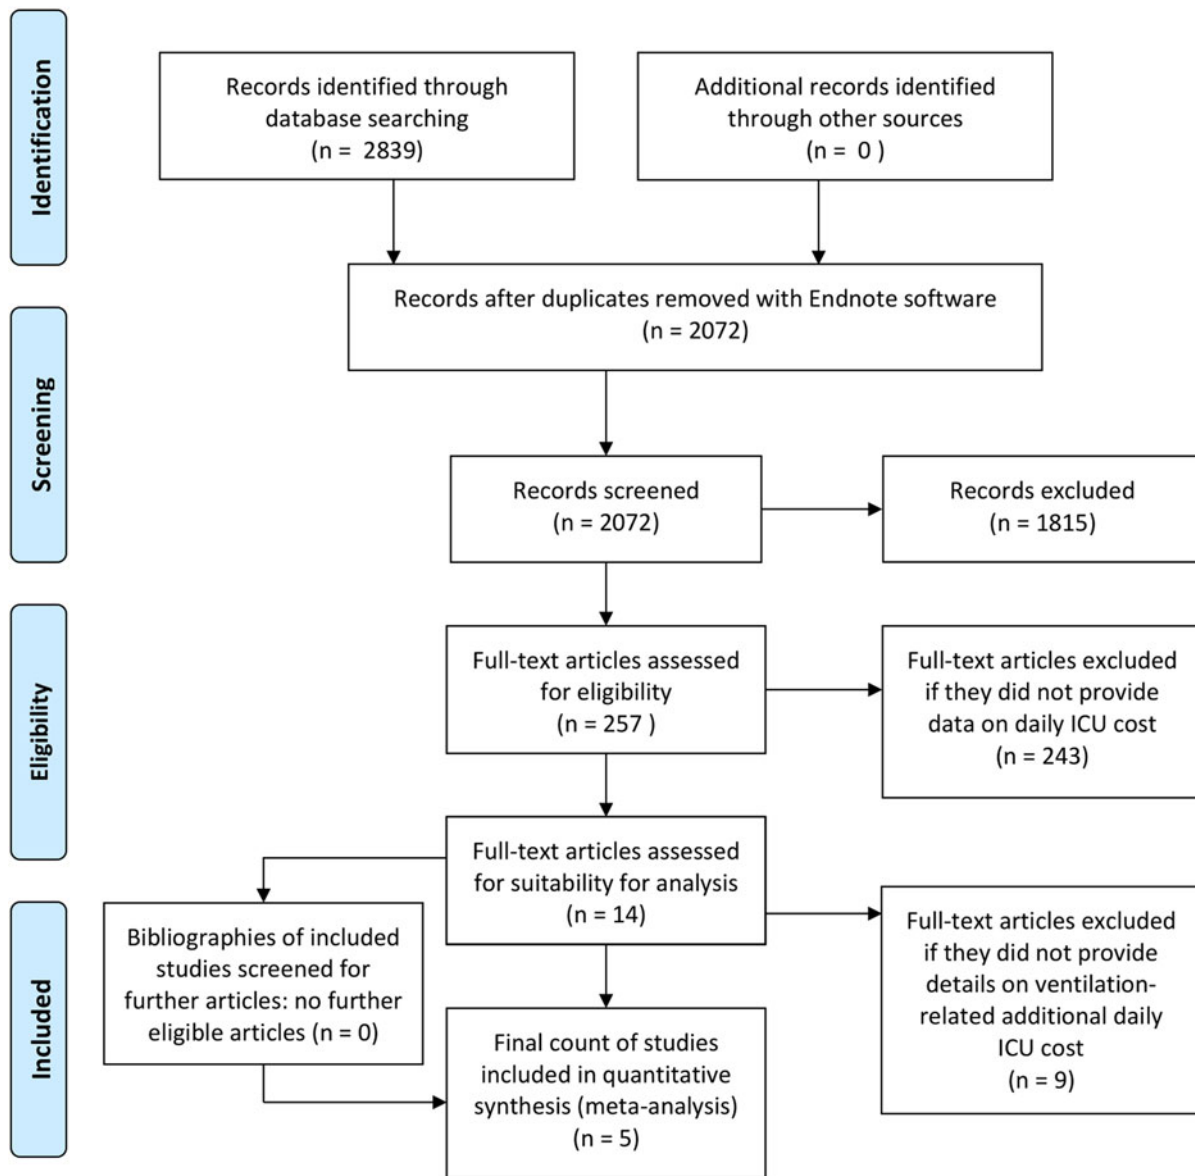 Identification
Records identified through
database searching
(n =  2839)
Additional records identified
through other sources
(n =  0 )
Records after duplicates removed with Endnote software
(n = 2072)
Screening
Records screened
(n = 2072)
Records excluded
(n = 1815)
Eligibility
Full-text articles assessed
for eligibility
(n = 257 )
Full-text articles excluded
if they did not provide
data on daily ICU cost
(n = 243)
Full-text articles assessed
for suitability for analysis
(n = 14)
Included
Bibliographies of included
studies screened for
further articles: no further
eligible articles (n = 0)
Full-text articles excluded
if they did not provide
details on ventilation-
related additional daily
ICU cost
(n = 9)
Final count of studies
included in quantitative
synthesis (meta-analysis)
(n = 5)